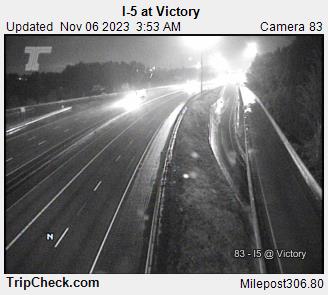 I-5 at Victory
Updated Nov 06 2023 3:53 AM Camera 83
T
N
83 - I5 @ Victory
TripCheck.com Milepost306.80